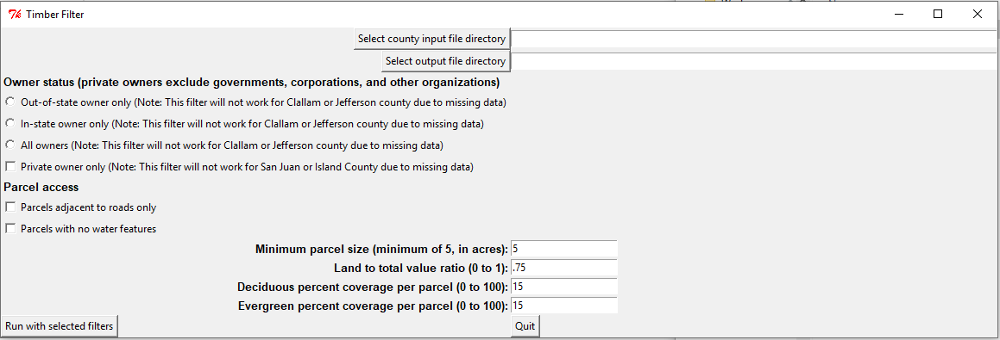 Timber Filter
Select county input file directory
Select output file directory
Owner status (private owners exclude governments, corporations, and other organizations)
Out-of-state owner only (Note: This filter will not work for Clallam or Jefferson county due to missing data)
In-state owner only (Note: This filter will not work for Clallam or Jefferson county due to missing data)
All owners (Note: This filter will not work for Clallam or Jefferson county due to missing data)
Private owner only (Note: This filter will not work for San Juan or Island County due to missing data)
Parcel access
Parcels adjacent to roads only
Parcels with no water features
Minimum parcel size (minimum of 5, in acres): 5
Land to total value ratio (0 to 1): .75
Deciduous percent coverage per parcel (0 to 100): 15
Evergreen percent coverage per parcel (0 to 100): 15
Run with selected filters Quit